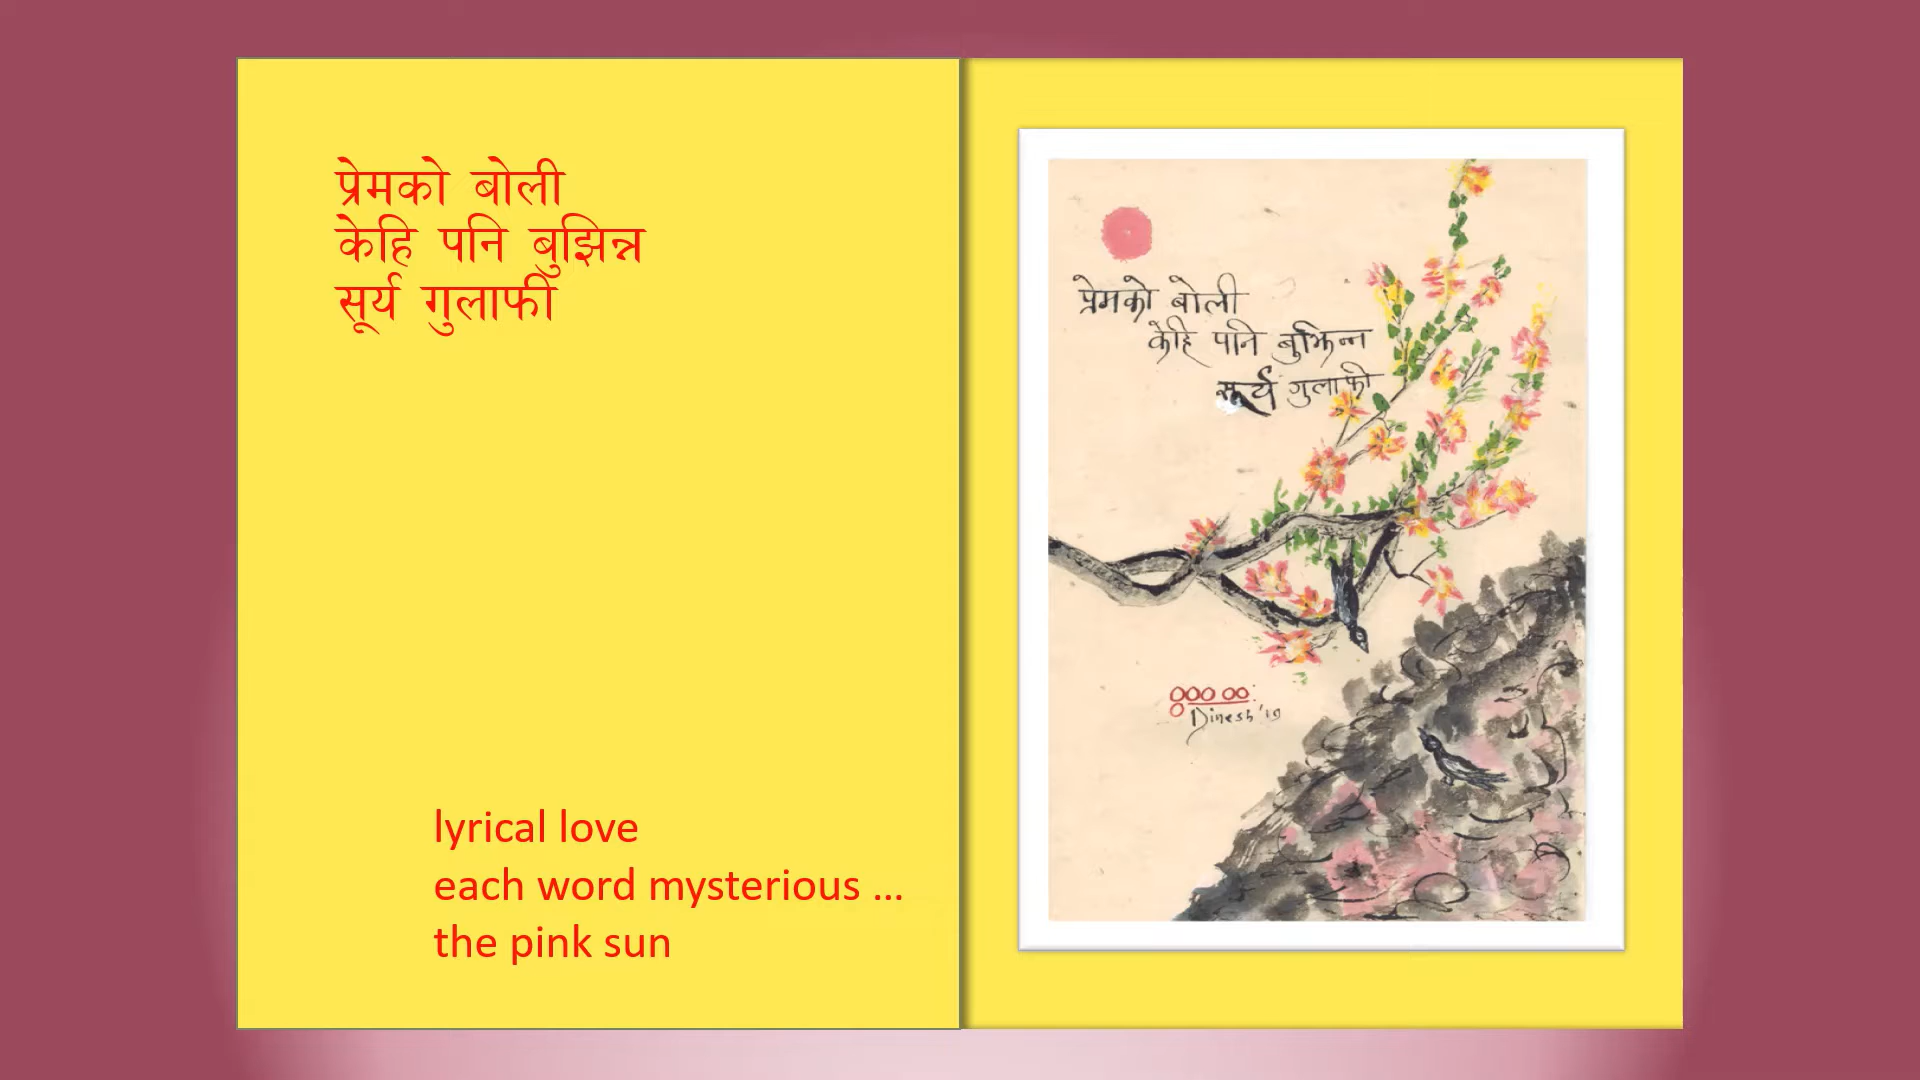 प्रेमको बोली
केहि पनि बुझिन्न
सूर्य गुलाफी
lyrical love
each word mysterious ...
the pink sun
प्रेमको बोली
केहि पनि बुझिन्न
सूर्य गुलाफी
Dinesh '19